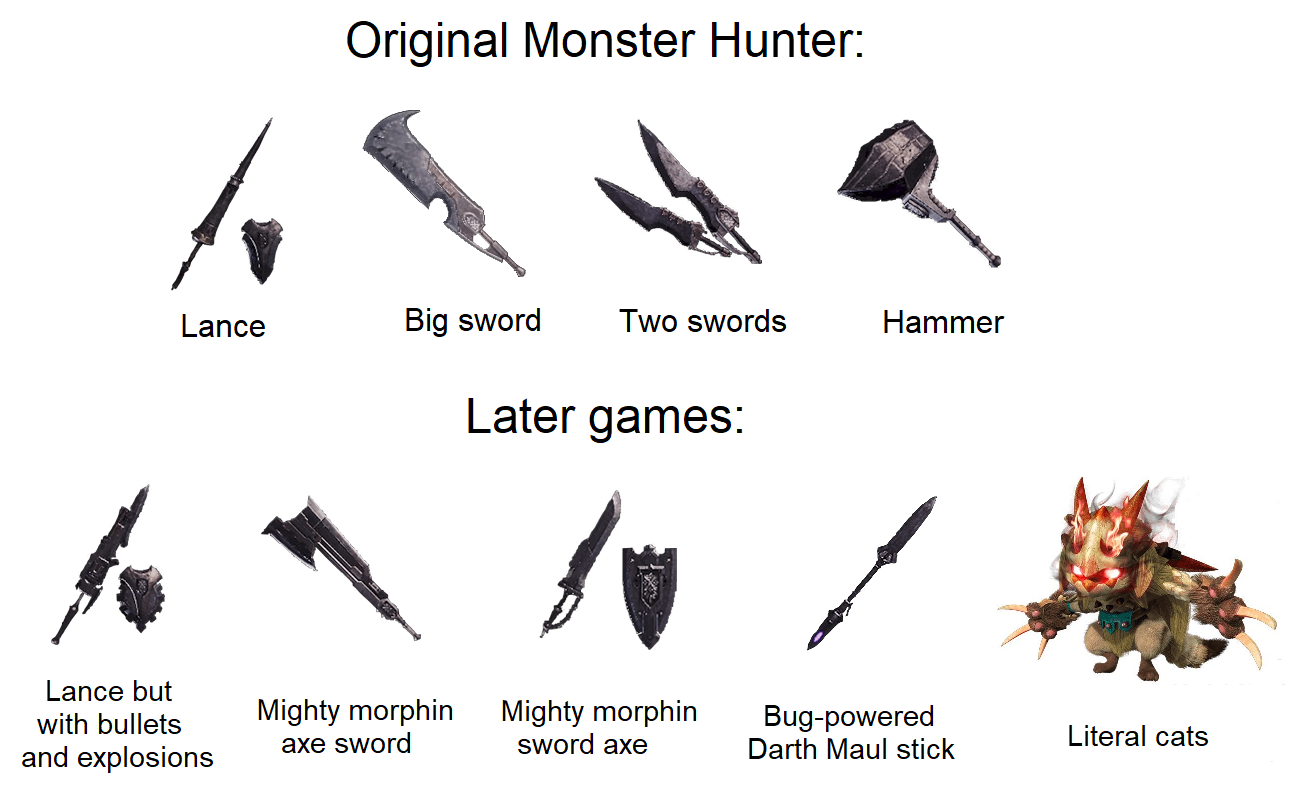 Original Monster Hunter:
Lance
Big sword
Two swords
Hammer
Later games:
Lance but
with bullets
and explosions
Mighty morphin
axe sword
Mighty morphin
sword axe
Bug-powered
Darth Maul stick
Literal cats